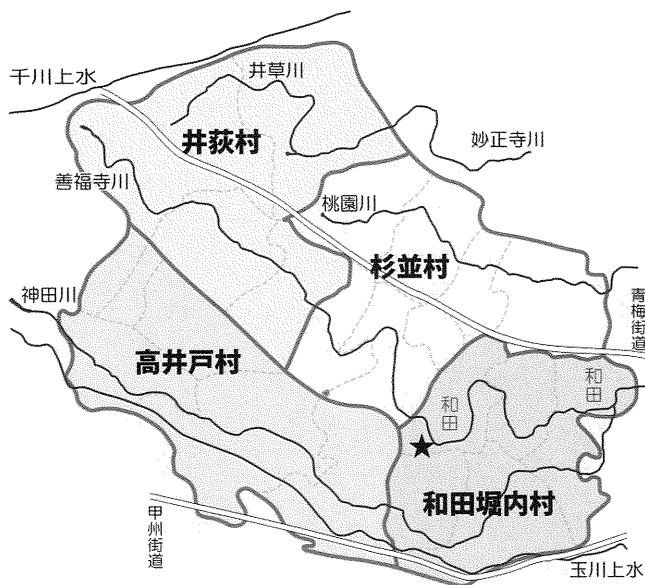 千川上水
井草川
井荻村
妙正寺川
善福寺川
桃園川
杉並村
神田川
青梅街道
高井戸村
和田
和田
和田堀内村
甲州街道
玉川上水